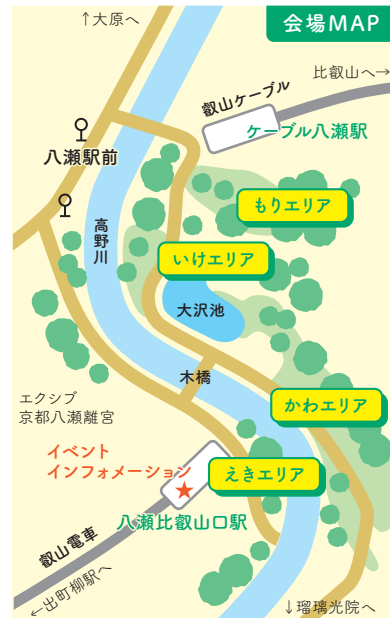 会場MAP
↑大原へ
比叡山へ→
叡山ケーブル
ケーブル八瀬駅
八瀬駅前
もりエリア
高野川
いけエリア
大沢池
木橋
かわエリア
エクシブ
京都八瀬離宮
イベント
インフォメーション
えきエリア
八瀬比叡山口駅
叡山電車
←出町柳駅へ
↓瑠璃光院へ